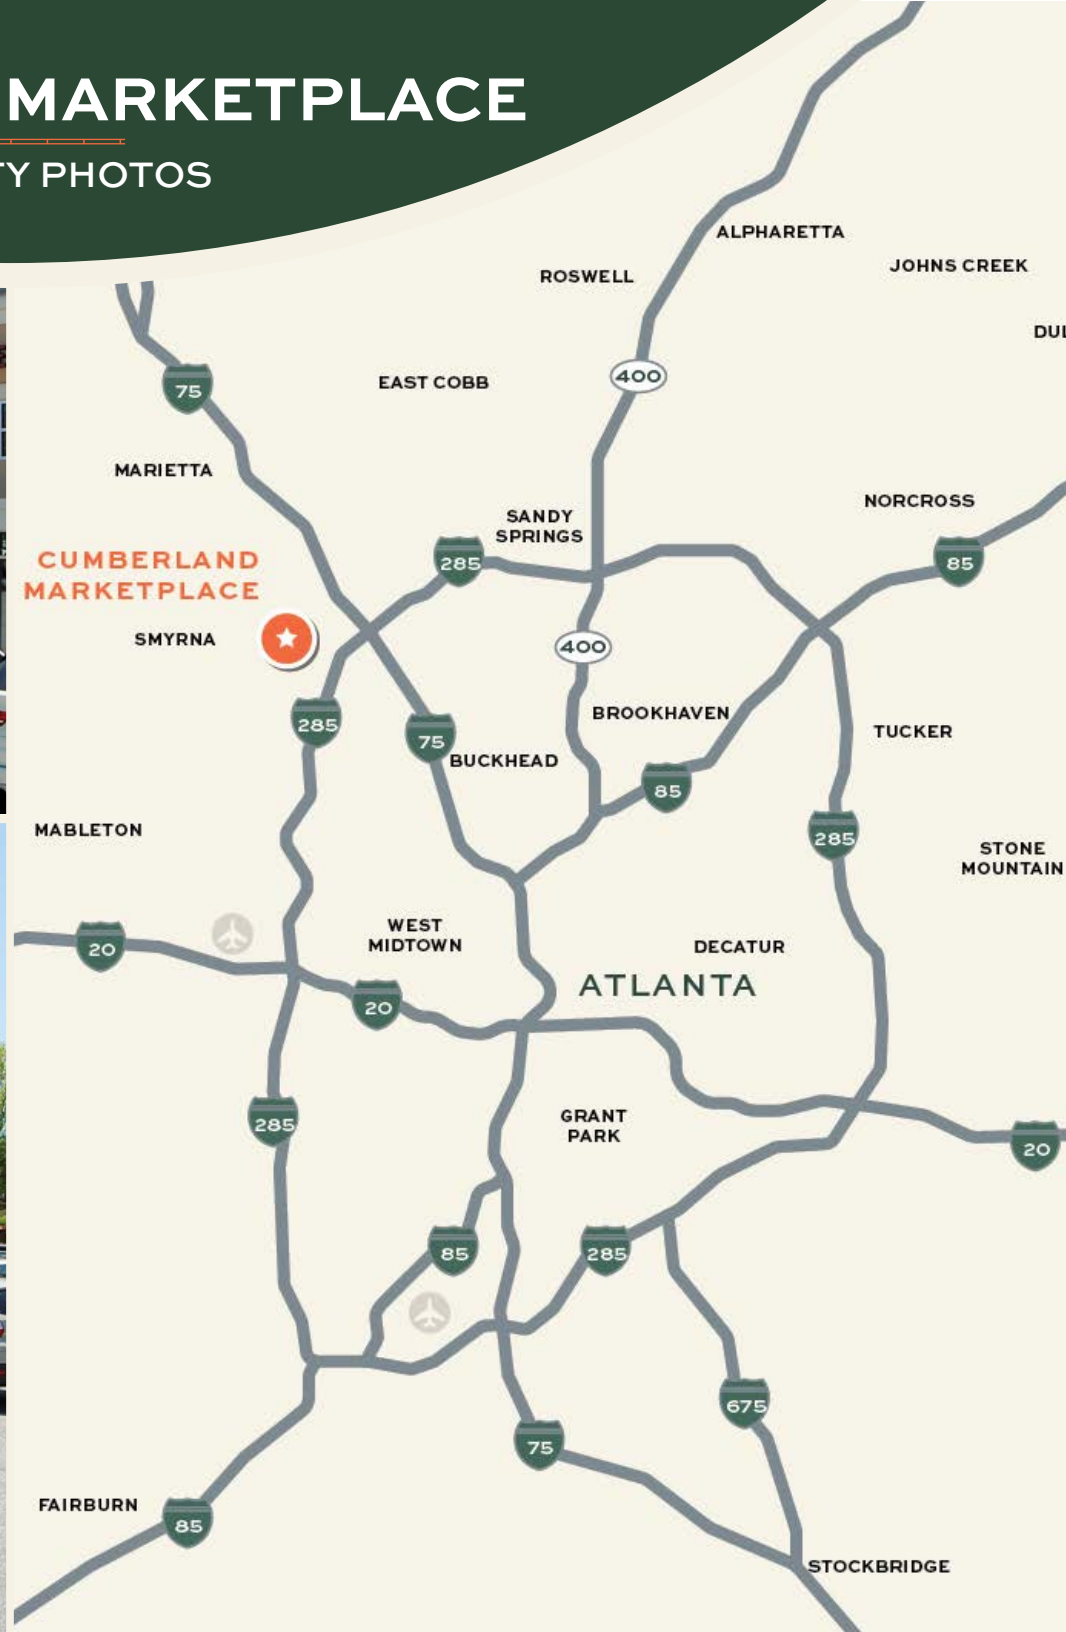 MARKETPLACE
TY PHOTOS
ALPHARETTA
JOHNS CREEK
ROSWELL
DUL
75
EAST COBB
400
MARIETTA
NORCROSS
SANDY
SPRINGS
CUMBERLAND
MARKETPLACE
285
85
SMYRNA
400
285
75
BROOKHAVEN
TUCKER
BUCKHEAD
85
MABLETON
285
STONE
MOUNTAIN
WEST
MIDTOWN
20
DECATUR
ATLANTA
20
285
GRANT
PARK
20
85
285
675
75
FAIRBURN
85
STOCKBRIDGE